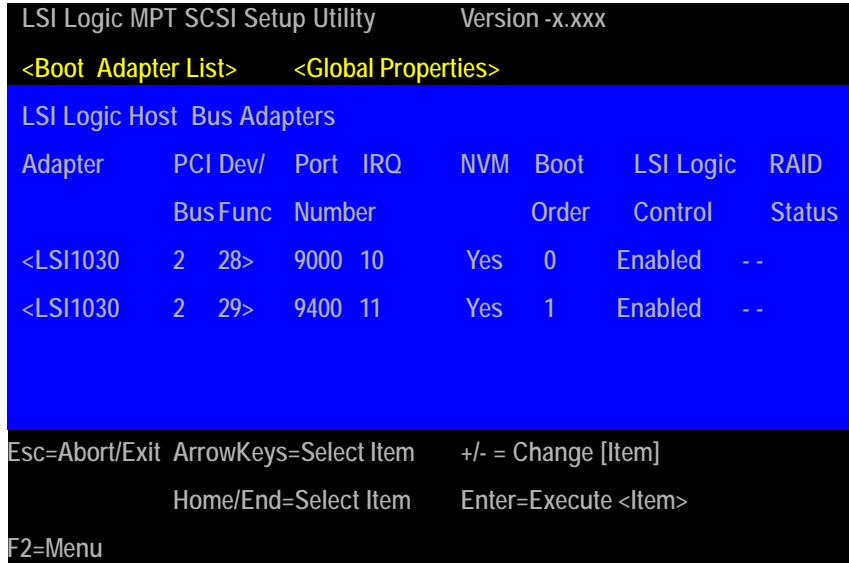 LSI Logic MPT SCSI Setup Utility Version -x.xxx
<Boot Adapter List> <Global Properties>
LSI Logic Host Bus Adapters
Adapter PCI Dev/ Port IRQ NVM Boot LSI Logic RAID
Bus Func Number Order Control Status
<LSI1030 2 28> 9000 10 Yes 0 Enabled - -
<LSI1030 2 29> 9400 11 Yes 1 Enabled - -
Esc=Abort/Exit ArrowKeys=Select Item +/- = Change [Item]
Home/End=Select Item Enter=Execute <Item>
F2=Menu